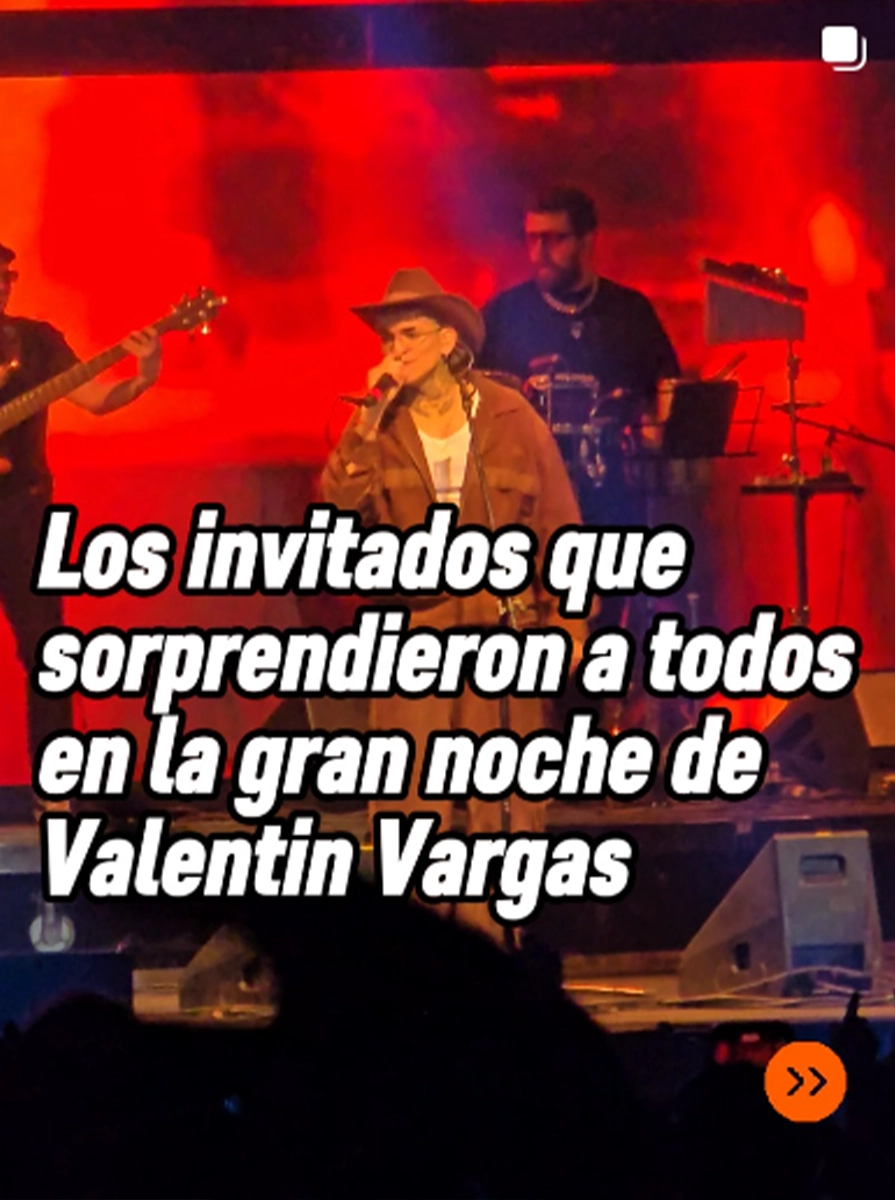 Los invitados que
sorprendieron a todos
en la gran noche de
Valentin Vargas